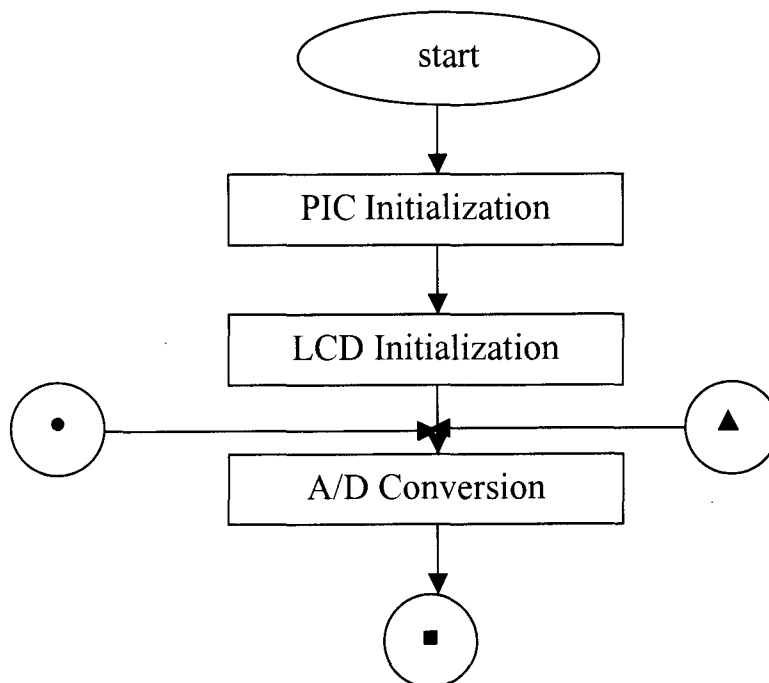 start
PIC Initialization
LCD Initialization
A/D Conversion